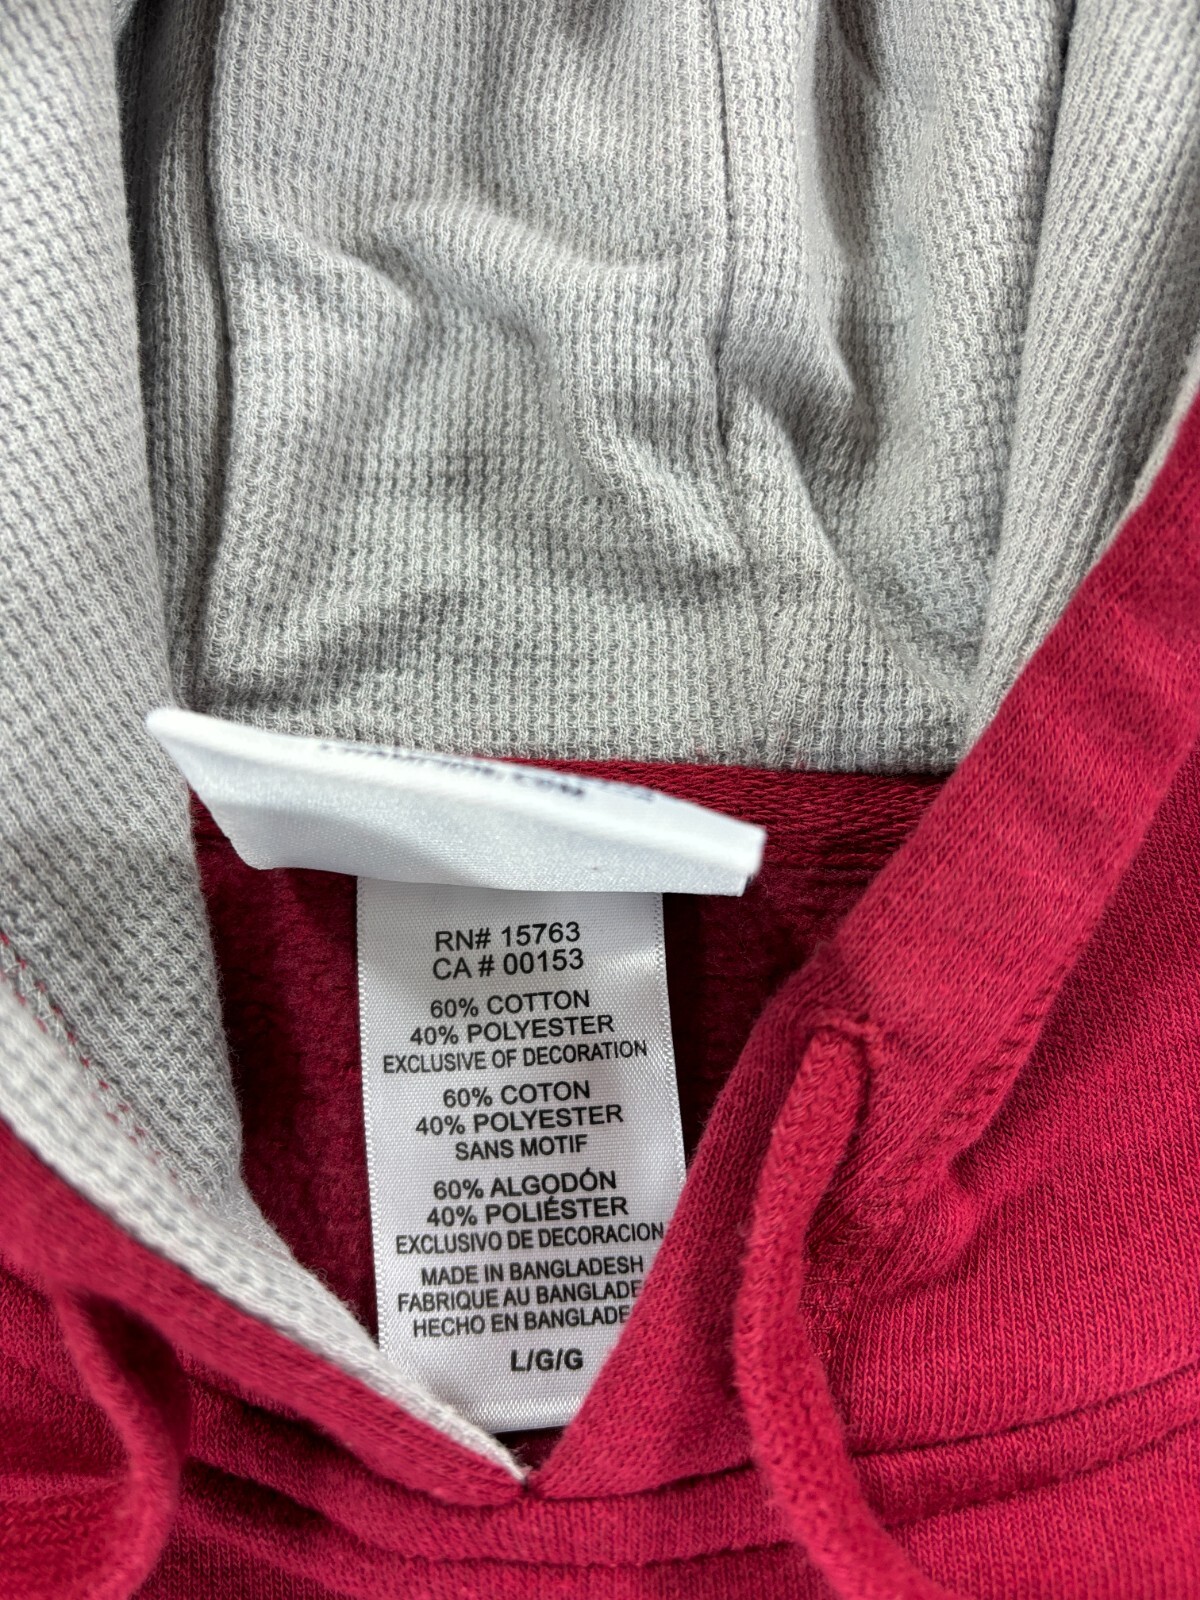 RN# 15763
CA # 00153
60% COTTON
40% POLYESTER
EXCLUSIVE OF DECORATION
60% COTON
40% POLYESTER
SANS MOTIF
60% ALGODÓN
40% POLIÉSTER
EXCLUSIVO DE DECORACION
MADE IN BANGLADESH
FABRIQUE AU BANGLADE
HECHO EN BANGLADE
L/G/G